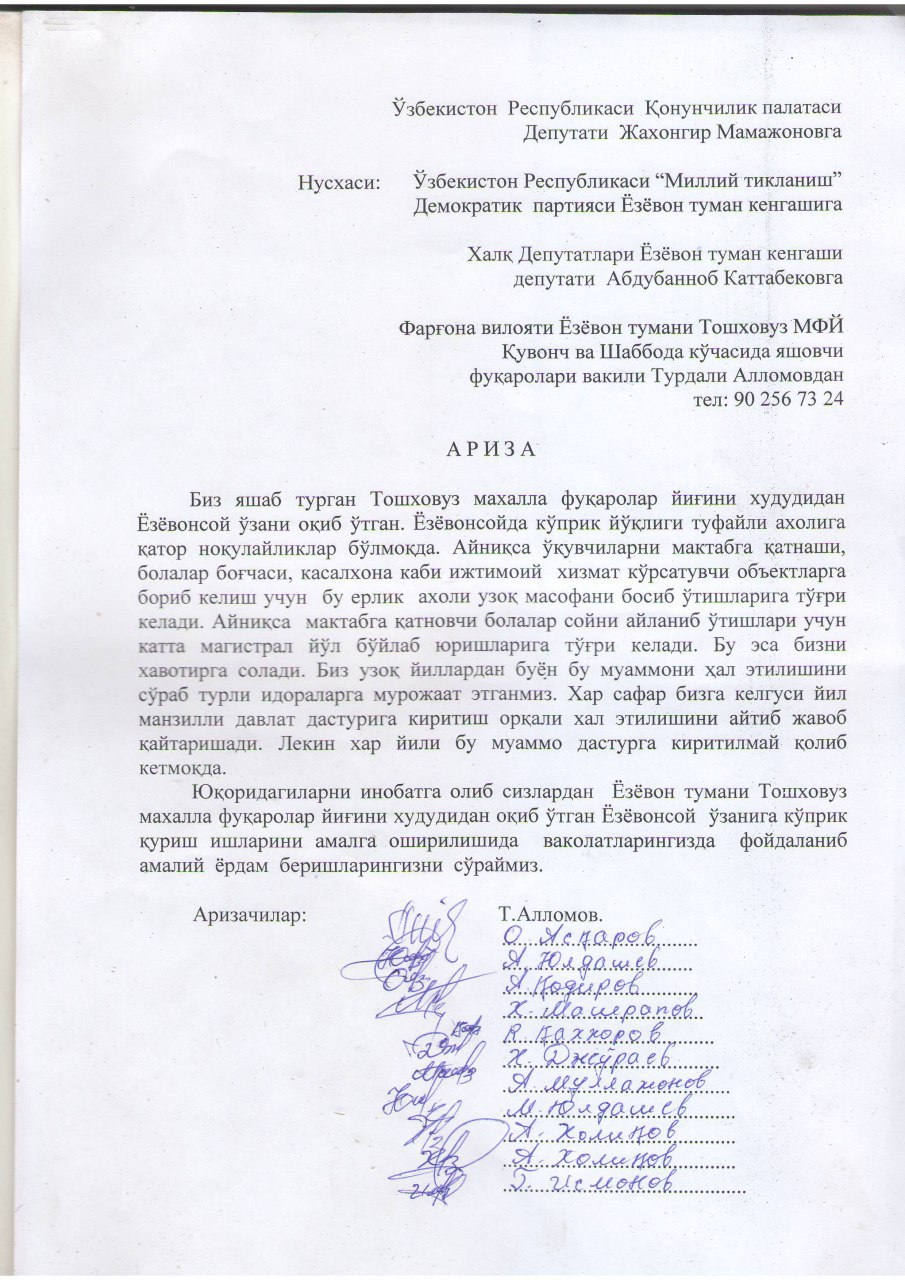 Ўзбекистон Республикаси Қонунчилик палатаси
Депутати Жахонгир Мамажоновга
Нусхаси: Ўзбекистон Республикаси “Миллий тикланиш”
Демократик партияси Ёзёвон туман кенгашига
Халқ Депутатлари Ёзёвон туман кенгаши
депутати Абдубанноб Каттабековга
Фарғона вилояти Ёзёвон тумани Тошховуз МФЙ
Қувонч ва Шаббода кўчасида яшовчи
фуқаролари вакили Турдали Алломовдан
тел: 90 256 73 24
А Р И З А
Биз яшаб турган Тошховуз махалла фуқаролар йиғини худудидан
Ёзёвонсой ўзани оқиб ўтган. Ёзёвонсойда кўприк йўқлиги туфайли ахолига
қатор ноқулайликлар бўлмоқда. Айниқса ўқувчиларни мактабга қатнаши,
болалар боғчаси, касалхона каби ижтимоий хизмат кўрсатувчи объектларга
бориб келиш учун бу ерлик ахоли узоқ масофани босиб ўтишларига тўғри
келади. Айниқса мактабга қатновчи болалар сойни айланиб ўтишлари учун
катта магистрал йўл бўйлаб юришларига тўғри келади. Бу эса бизни
хавотирга солади. Биз узоқ йиллардан буён бу муаммони ҳал этилишини
сўраб турли идораларга мурожаат этганмиз. Хар сафар бизга келгуси йил
манзилли давлат дастурига киритиш орқали хал этилишини айтиб жавоб
қайтаришади. Лекин хар йили бу муаммо дастурга киритилмай қолиб
кетмоқда.
Юқоридагиларни инобатга олиб сизлардан Ёзёвон тумани Тошховуз
махалла фуқаролар йиғини худудидан оқиб ўтган Ёзёвонсой ўзанига кўприк
қуриш ишларини амалга оширилишида ваколатларингизда фойдаланиб
амалий ёрдам беришларингизни сўраймиз.
Аризачилар: Т.Алломов.
О. Асқаров
А. Юлдашев
А Қодиров
Х. Машрапов
Қаххоров
Х. Джўраев
А Муллажонов
М. Юлдашев
А. Холиқов
А. Холиқов
Исмонов